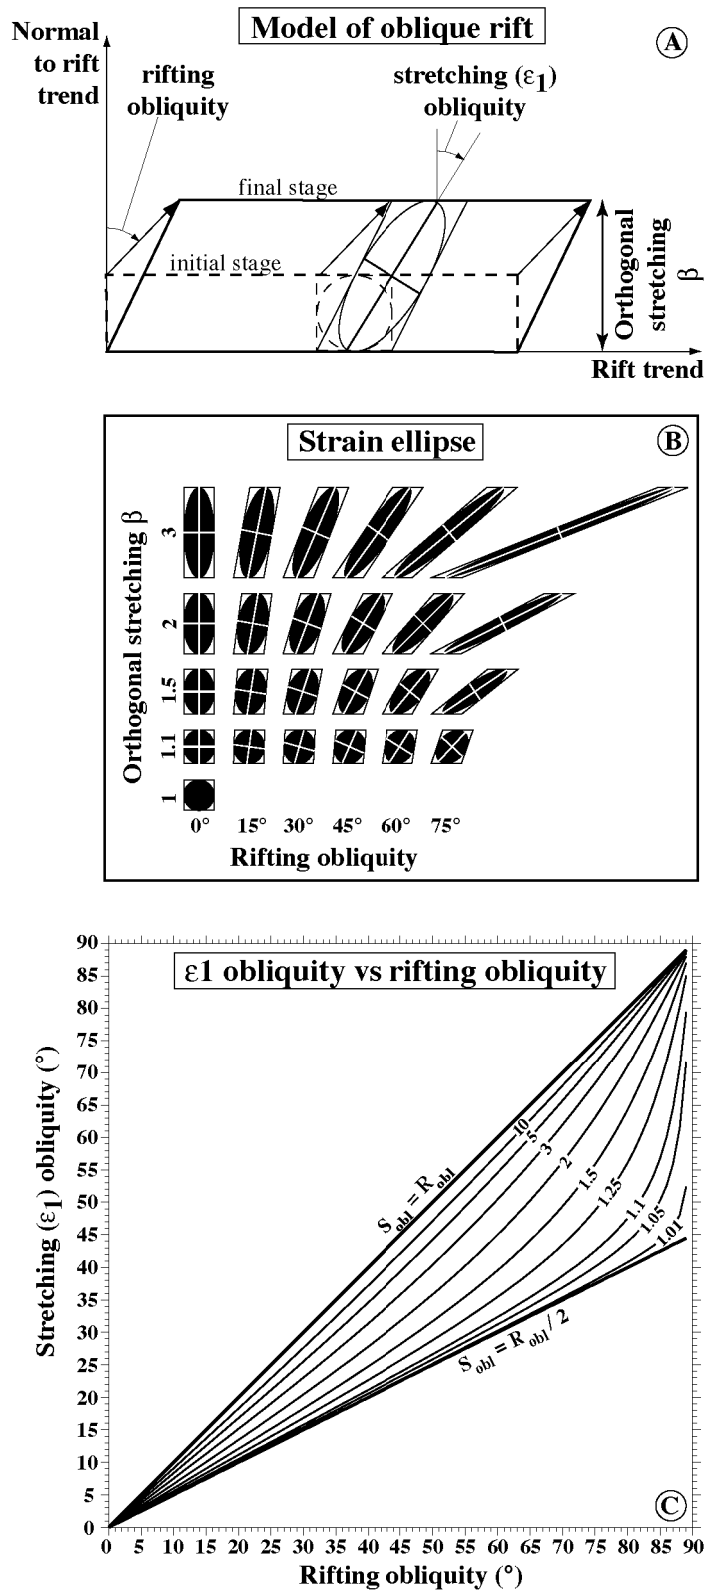 Model of oblique rift
A
Normal
to rift
trend
rifting
obliquity
stretching (ε1)
obliquity
final stage
initial stage
Orthogonal
stretching
β
Rift trend
Strain ellipse
B
Orthogonal stretching β
3
2
1.5
1.1
1
0° 15° 30° 45° 60° 75°
Rifting obliquity
ε1 obliquity vs rifting obliquity
Stretching (ε1) obliquity (°)
90
85
80
75
70
65
60
55
50
45
40
35
30
25
20
15
10
5
0
S obl = R obl
10
5
3
2
1.5
1.25
1.1
1.05
1.01
S obl = R obl / 2
C
0 5 10 15 20 25 30 35 40 45 50 55 60 65 70 75 80 85 90
Rifting obliquity (°)